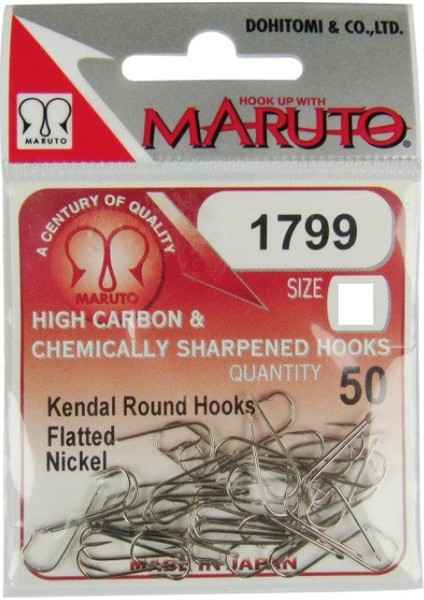 DOHITOMI & CO.,LTD.
HOOK UP WITH
MARUTO®
MARUTO
A CENTURY OF QUALITY
MARUTO
1799
SIZE
HIGH CARBON &
CHEMICALLY SHARPENED HOOKS
QUANTITY 50
Kendal Round Hooks
Flatted
Nickel
MADE IN JAPAN